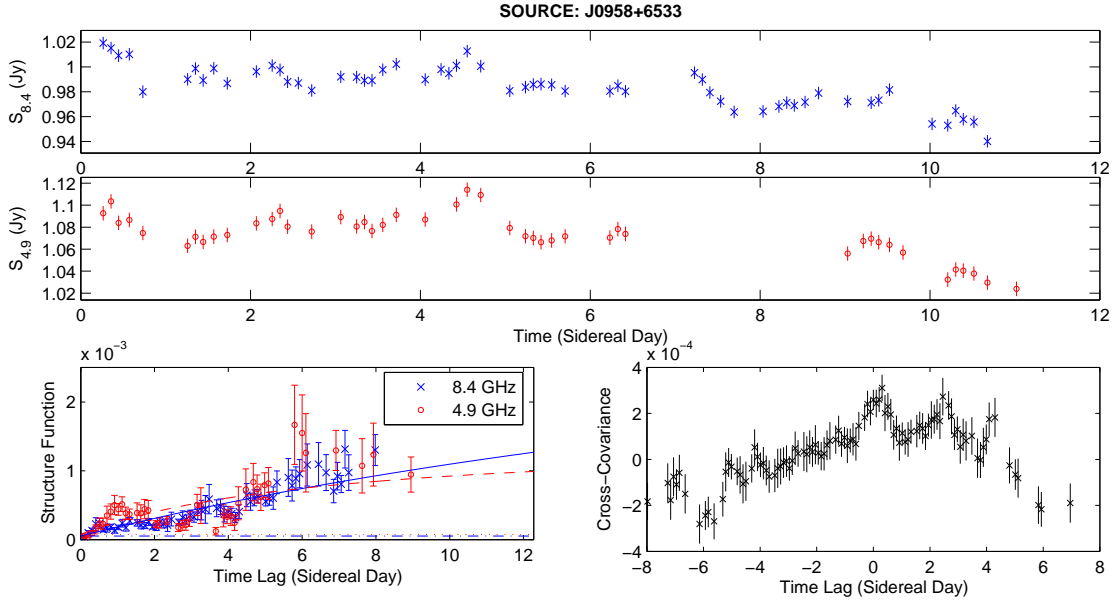 SOURCE: J0958+6533
S8.4 (Jy)
1.02
1
0.98
0.96
0.94
0 2 4 6 8 10 12
S4.9 (Jy)
1.12
1.1
1.08
1.06
1.04
1.02
0 2 4 6 8 10 12
Time (Sidereal Day)
x 10−3
Structure Function
2
1
0
8.4 GHz
4.9 GHz
0 2 4 6 8 10 12
Time Lag (Sidereal Day)
x 10−4
Cross−Covariance
4
2
0
−2
−4
−8 −6 −4 −2 0 2 4 6 8
Time Lag (Sidereal Day)